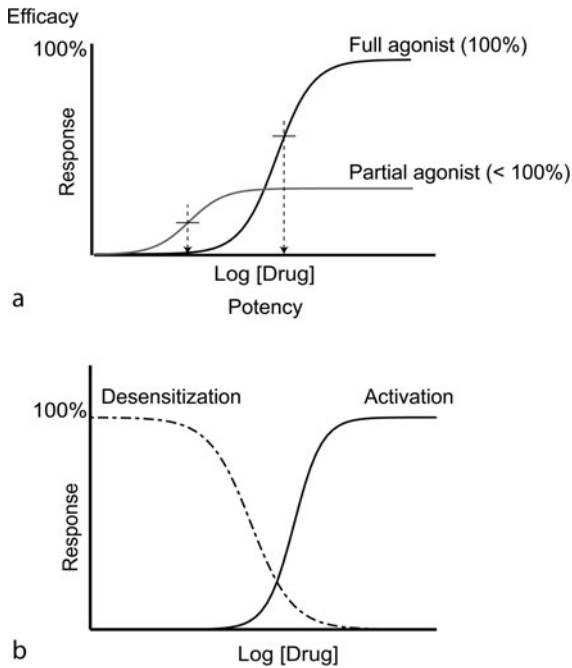 Efficacy
100%
Full agonist (100%)
Response
Partial agonist (< 100%)
Log [Drug]
Potency
a
Desensitization
Activation
100%
Response
Log [Drug]
b